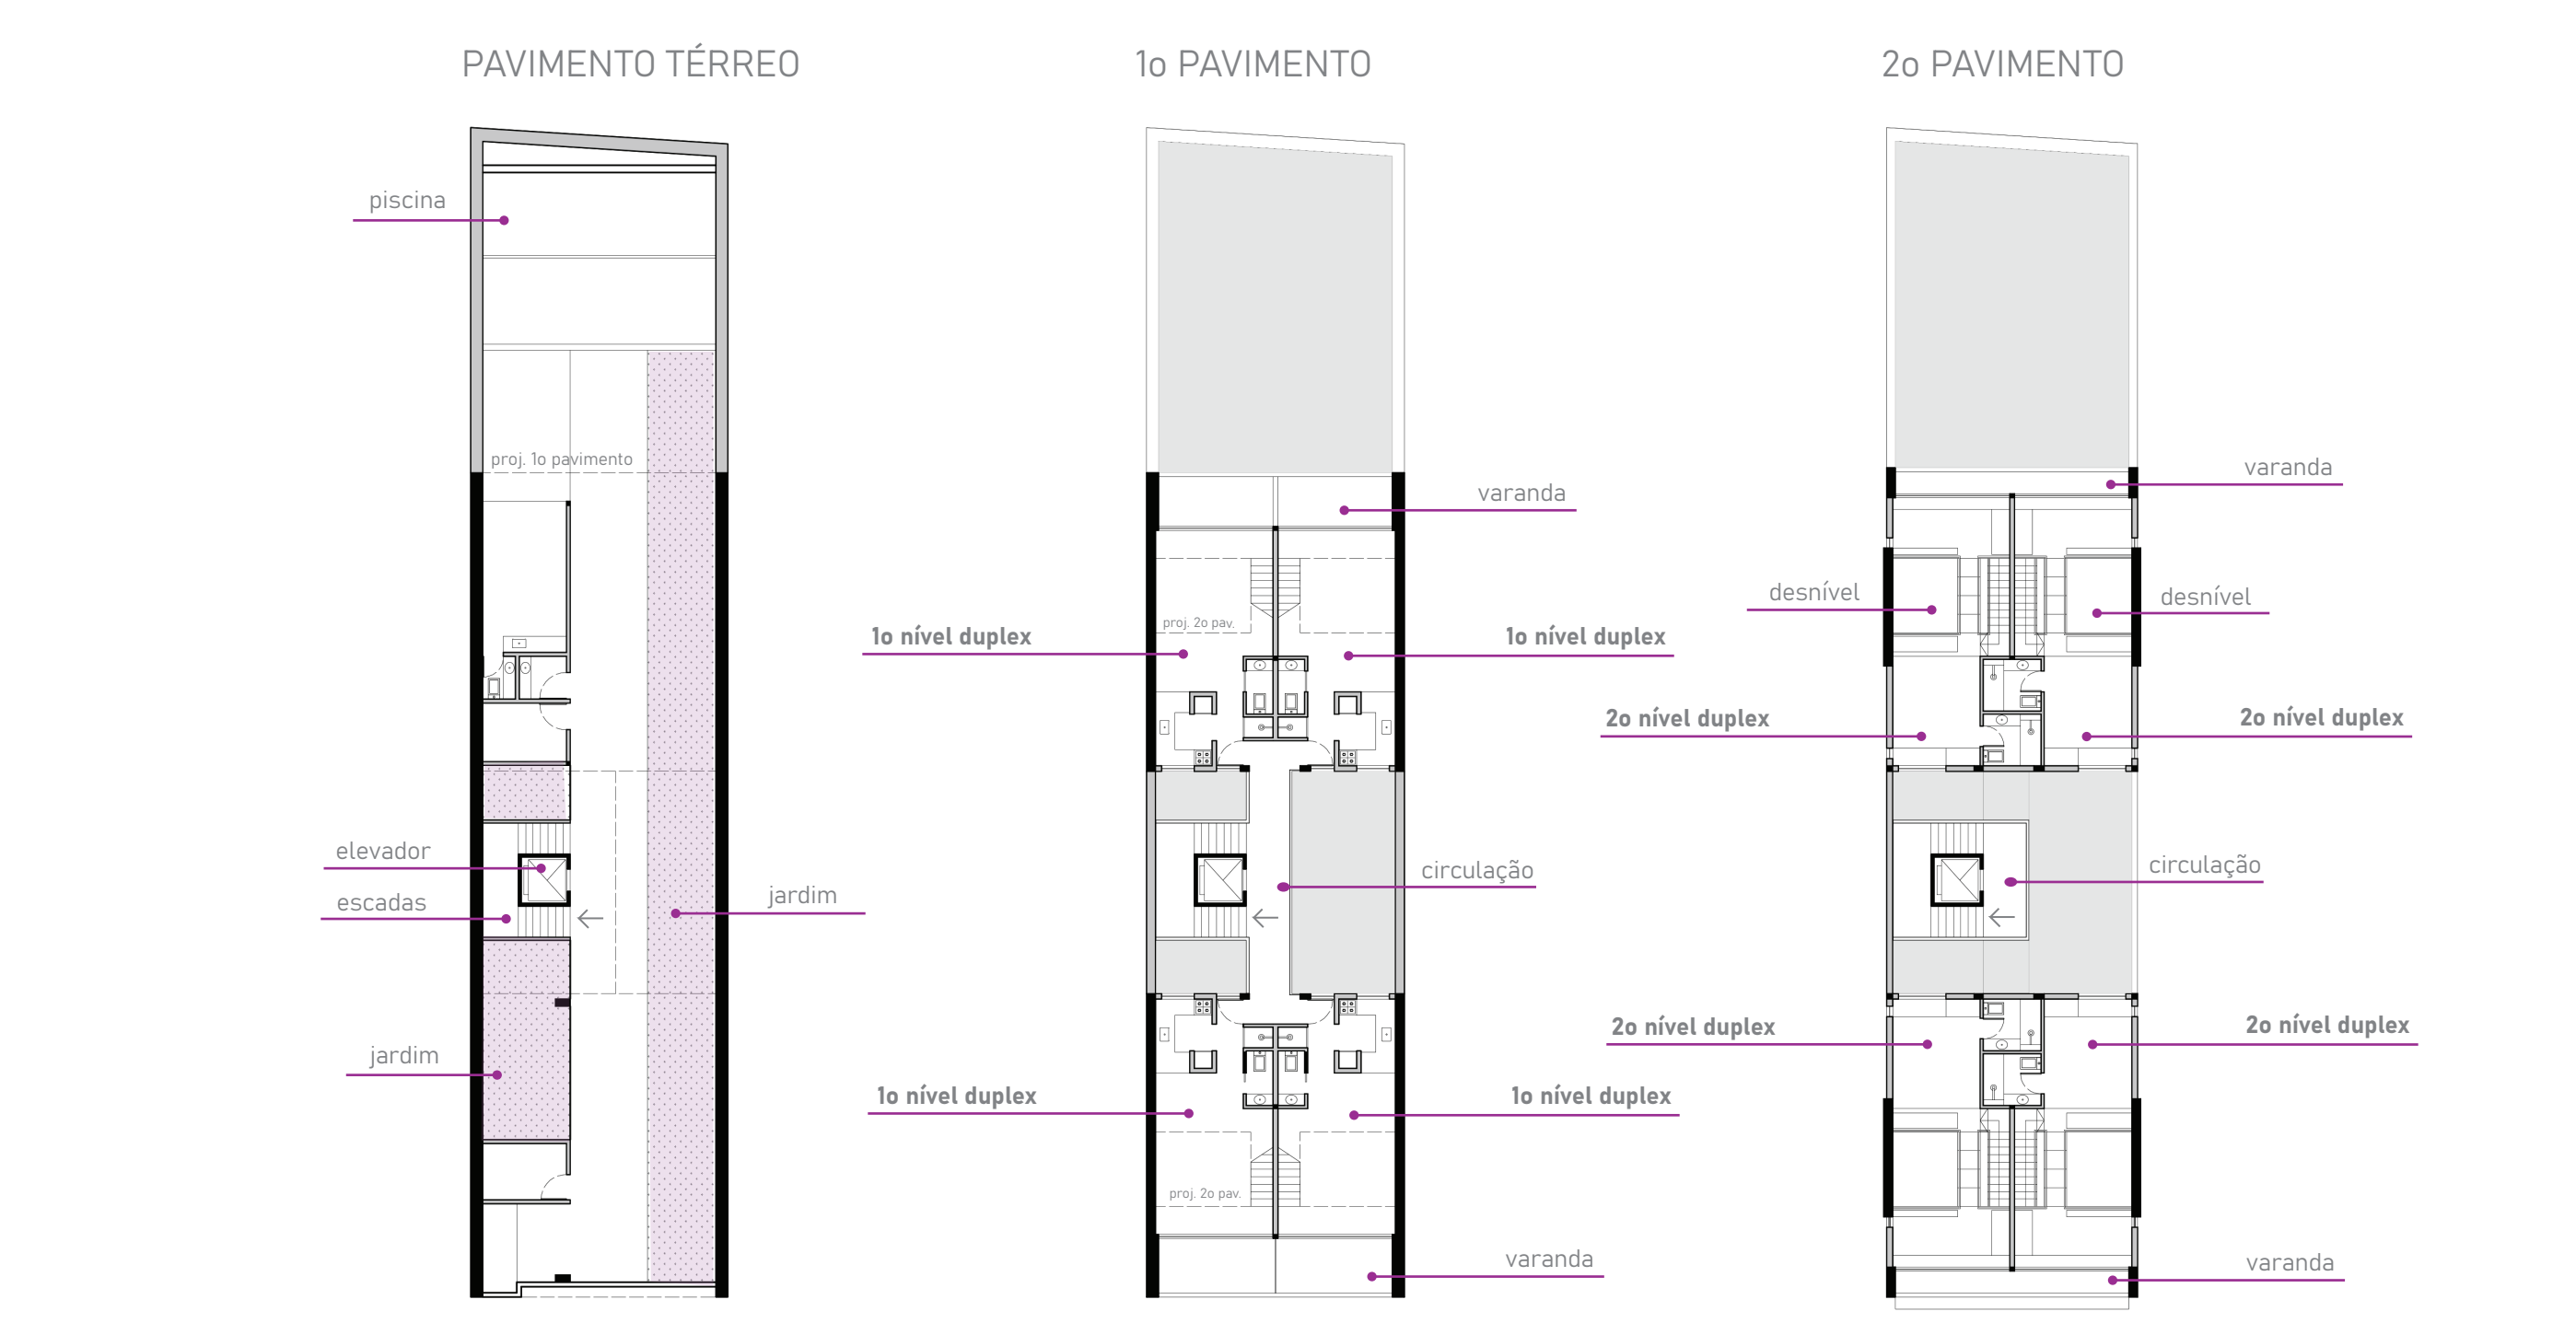 PAVIMENTO TÉRREO
piscina
proj. 1o pavimento
elevador
escadas
jardim
jardim
1o PAVIMENTO
varanda
proj. 2o pav.
1o nível duplex
1o nível duplex
circulação
1o nível duplex
1o nível duplex
proj. 2o pav.
varanda
2o PAVIMENTO
varanda
desnível
desnível
2o nível duplex
2o nível duplex
circulação
2o nível duplex
2o nível duplex
varanda